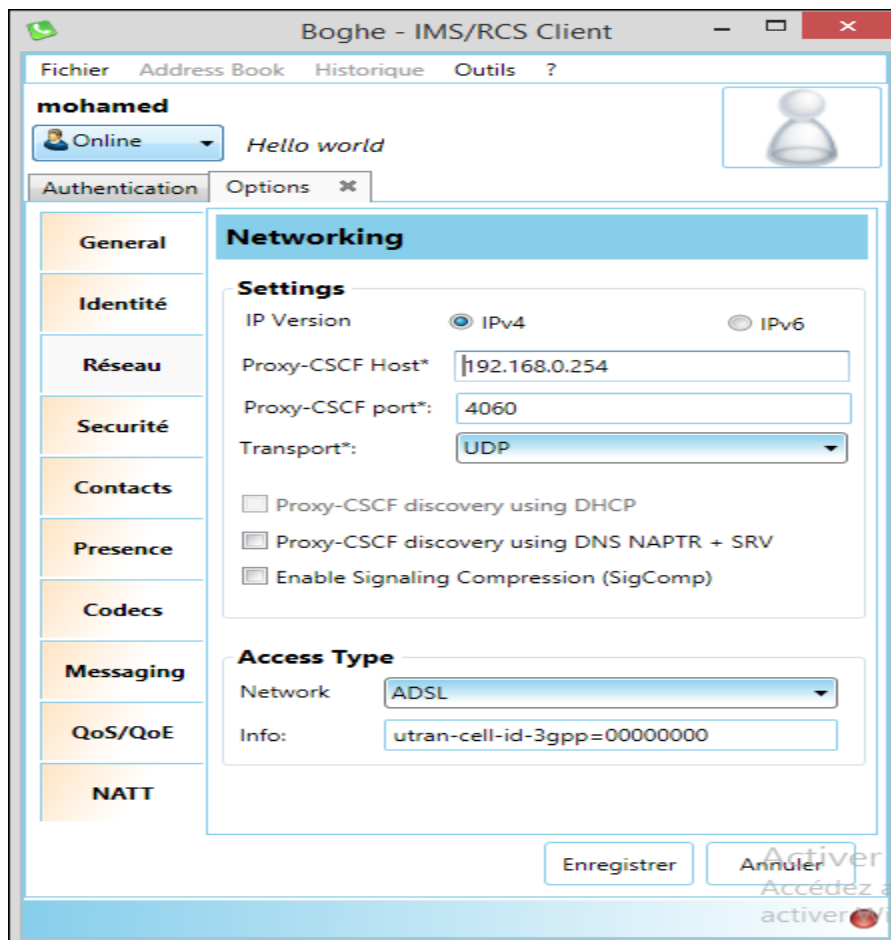 Boghe - IMS/RCS Client
Fichier Address Book Historique Outils ?
mohamed
Online Hello world
Authentication Options
General
Identité
Réseau
Securité
Contacts
Presence
Codecs
Messaging
QoS/QoE
NATT
Networking
Settings
IP Version IPv4 IPv6
Proxy-CSCF Host* 192.168.0.254
Proxy-CSCF port*: 4060
Transport*: UDP
Proxy-CSCF discovery using DHCP
Proxy-CSCF discovery using DNS NAPTR + SRV
Enable Signaling Compression (SigComp)
Access Type
Network ADSL
Info: utran-cell-id-3gpp=00000000
Enregistrer Annuler
Activer
Accédez a
activer Wi